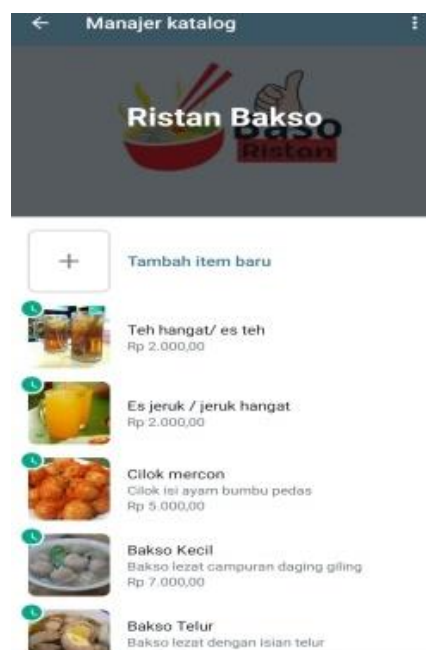 Manajer katalog
Ristan Bakso
Baso
Ristan
Tambah item baru
Teh hangat/ es teh
Rp 2.000,00
Es jeruk / jeruk hangat
Rp 2.000,00
Cilok mercon
Cilok isi ayam bumbu pedas
Rp 5.000,00
Bakso Kecil
Bakso lezat campuran daging giling
Rp 7.000,00
Bakso Telur
Bakso lezat dengan isian telur